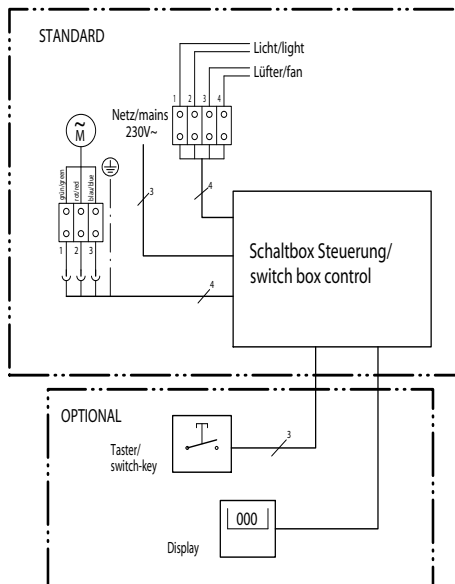 STANDARD
Licht/light
Lüfter/fan
1 2 3 4
Netz/mains
230V~
~
M
grün/green
rot/red
blau/blue
1 2 3
3
4
4
Schaltbox Steuerung/
switch box control
OPTIONAL
Taster/
switch-key
3
000
Display